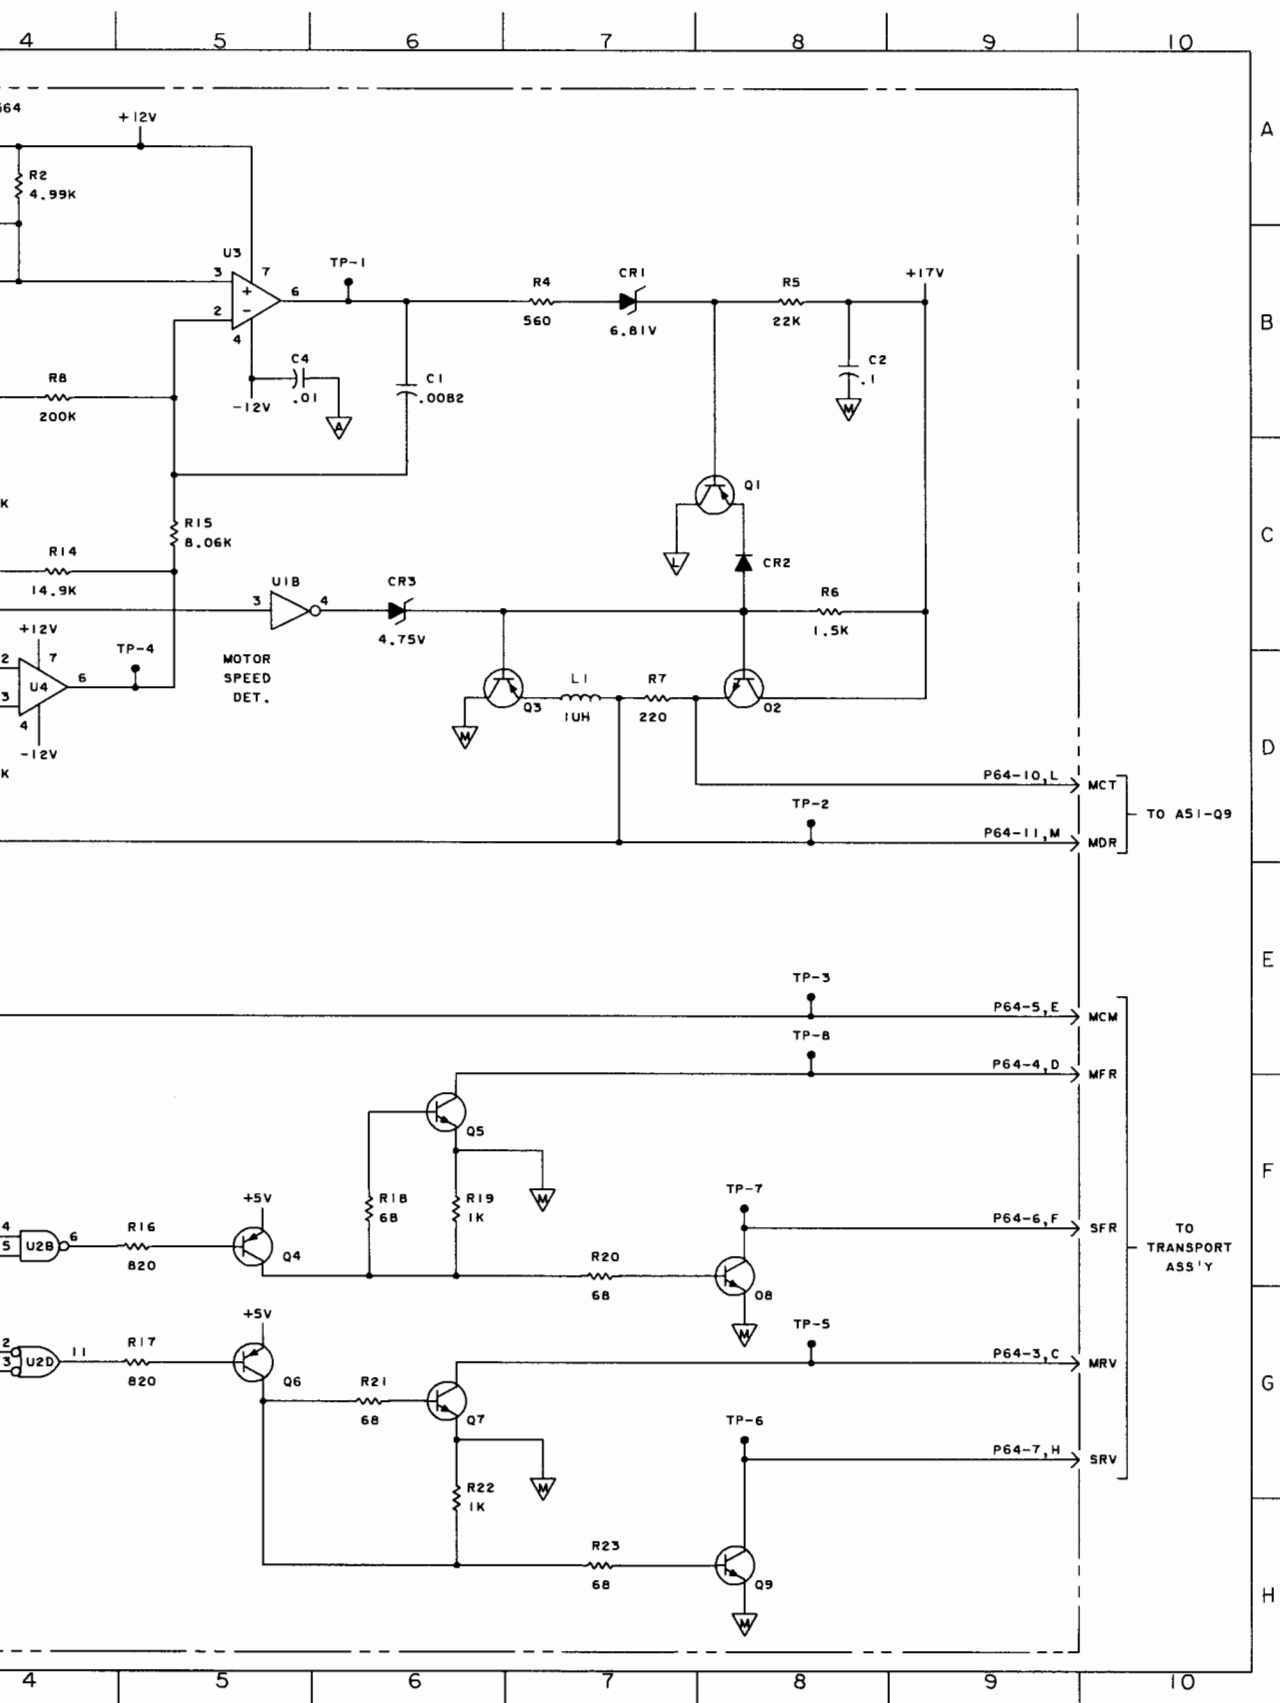 4 5 6 7 8 9 10
564
+12V
A
R2
4.99K
U3
TP-1
R4
CR1
R5
+17V
3 7
+
6
560
6.81V
22K
B
2
-
4
C4
.01
-12V
A
C1
.0082
C2
.1
M
R8
200K
K
R15
8.06K
Q1
L
C
R14
14.9K
CR2
U1B
3 4
CR3
4.75V
R6
1.5K
+12V
TP-4
MOTOR
SPEED
DET.
2 7
U4
6
3
4
-12V
K
Q3
M
L1
1UH
R7
220
Q2
D
P64-10,L MCT
TO A51-Q9
TP-2
P64-11,M MDR
E
TP-3
P64-5,E MCM
TP-8
P64-4,D MFR
Q5
M
F
R18
68
R19
1K
+5V
TP-7
P64-6,F SFR
4
5
U2B
6
R16
820
Q4
TO
TRANSPORT
ASS'Y
R20
68
Q8
M
+5V
TP-5
P64-3,C MRV
2
3
U2D
11
R17
820
Q6
R21
68
Q7
G
TP-6
P64-7,H SRV
M
R22
1K
R23
68
Q9
M
H
4 5 6 7 8 9 10